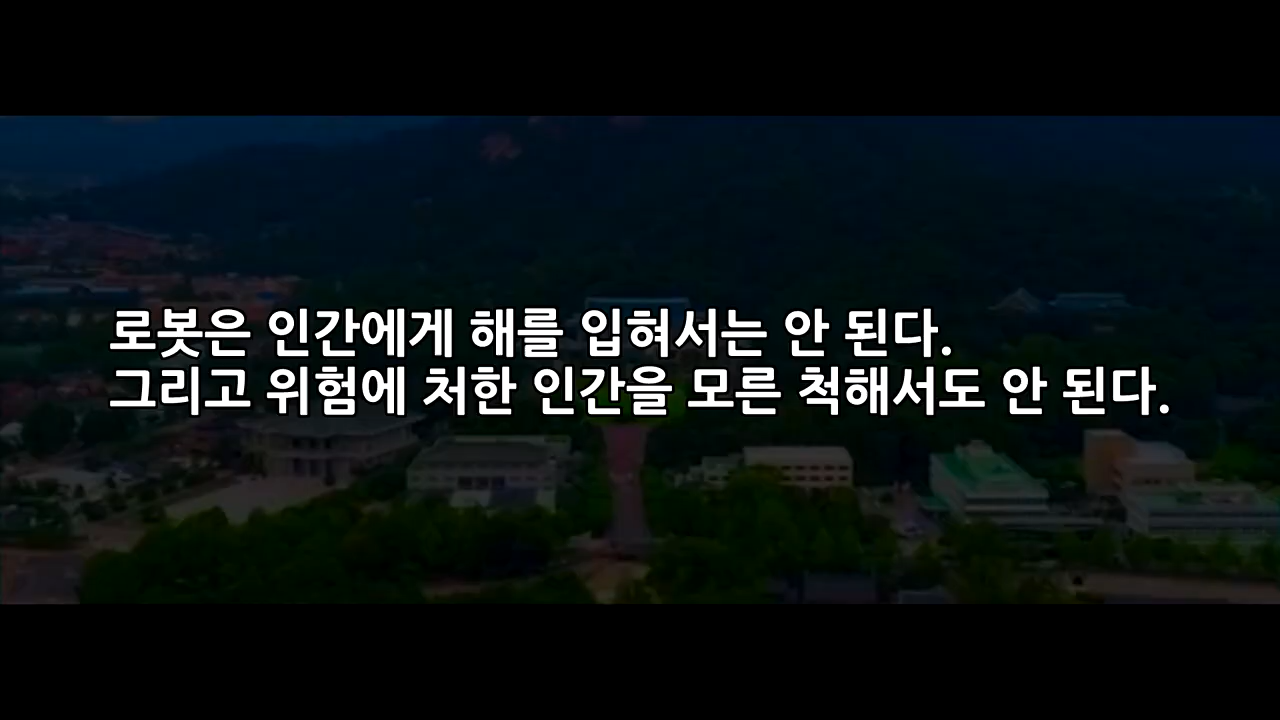 로봇은 인간에게 해를 입혀서는 안 된다.
그리고 위험에 처한 인간을 모른 척해서도 안 된다.